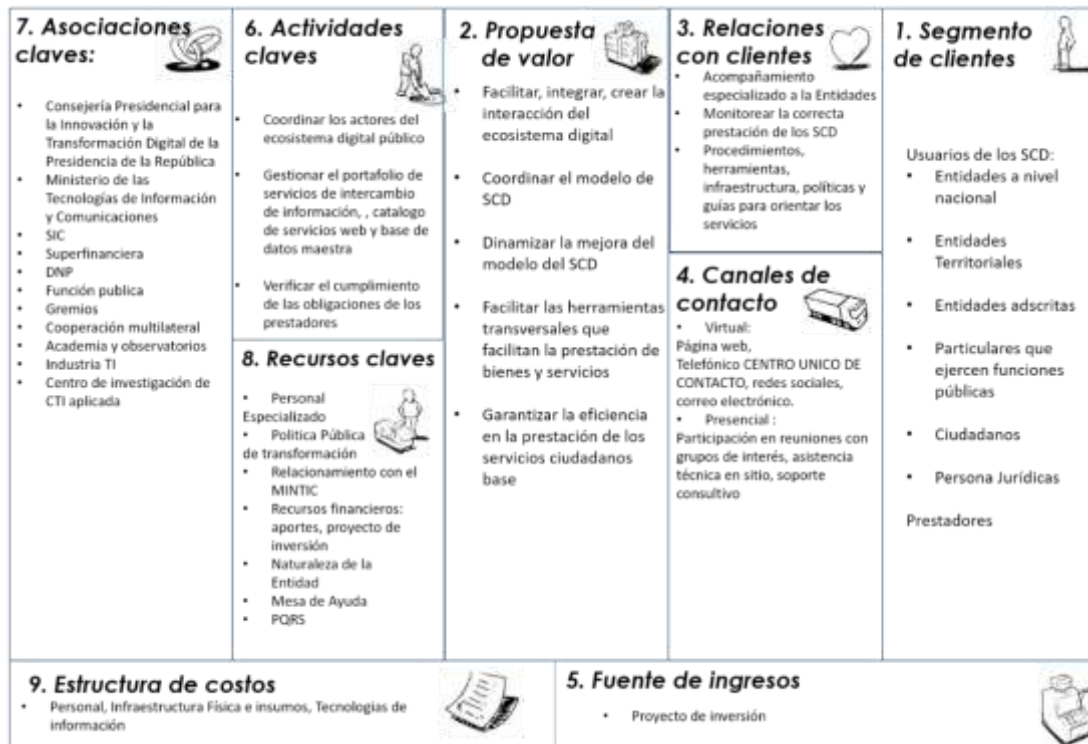 7. Asociaciones
claves:
• Consejería Presidencial para
la Innovación y la
Transformación Digital de la
Presidencia de la República
• Ministerio de las
Tecnologías de Información
y Comunicaciones
• SIC
• Superfinanciera
• DNP
• Función publica
• Gremios
• Cooperación multilateral
• Academia y observatorios
• Industria TI
• Centro de investigación de
CTI aplicada
6. Actividades
claves
• Coordinar los actores del
ecosistema digital público
• Gestionar el portafolio de
servicios de intercambio
de información, , catalogo
de servicios web y base de
datos maestra
• Verificar el cumplimiento
de las obligaciones de los
prestadores
8. Recursos claves
• Personal
Especializado
• Politica Pública
de transformación
• Relacionamiento con el
MINTIC
• Recursos financieros:
aportes, proyecto de
inversión
• Naturaleza de la
Entidad
• Mesa de Ayuda
• PQRS
2. Propuesta
de valor
• Facilitar, integrar, crear la
interacción del
ecosistema digital
• Coordinar el modelo de
SCD
• Dinamizar la mejora del
modelo del SCD
• Facilitar las herramientas
transversales que
facilitan la prestación de
bienes y servicios
• Garantizar la eficiencia
en la prestación de los
servicios ciudadanos
base
3. Relaciones
con clientes
• Acompañamiento
especializado a la Entidades
• Monitorear la correcta
prestación de los SCD
• Procedimientos,
herramientas,
infraestructura, políticas y
guías para orientar los
servicios
4. Canales de
contacto
• Virtual:
Página web,
Telefónico CENTRO UNICO DE
CONTACTO, redes sociales,
correo electrónico.
• Presencial :
Participación en reuniones con
grupos de interés, asistencia
técnica en sitio, soporte
consultivo
1. Segmento
de clientes
Usuarios de los SCD:
• Entidades a nivel
nacional
• Entidades
Territoriales
• Entidades adscritas
• Particulares que
ejercen funciones
públicas
• Ciudadanos
• Persona Jurídicas
Prestadores
9. Estructura de costos
• Personal, Infraestructura Física e insumos, Tecnologías de
información
5. Fuente de ingresos
• Proyecto de inversión